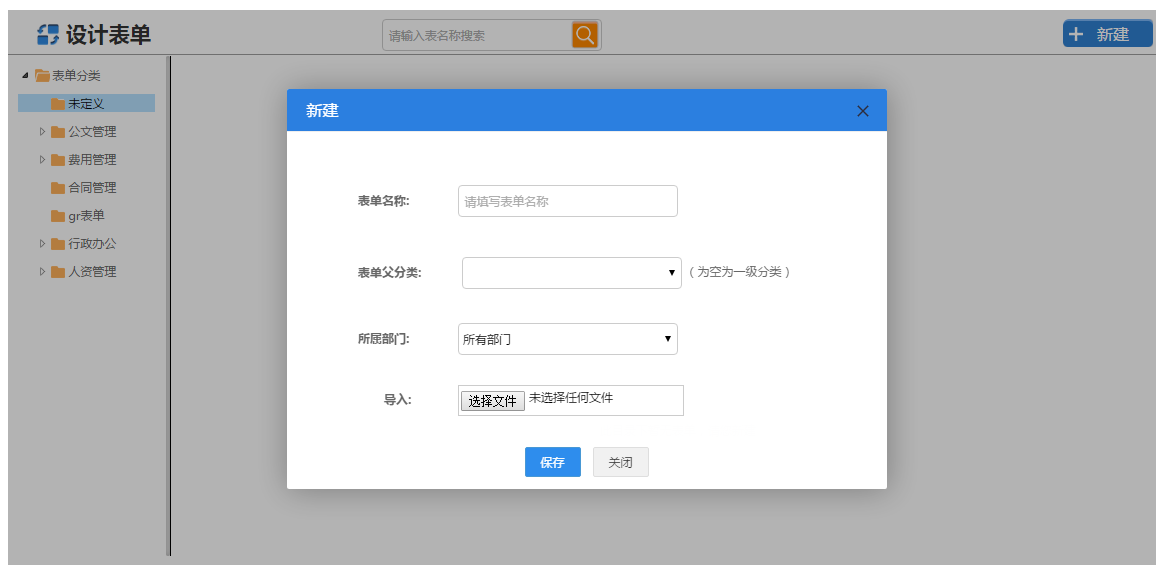 设计表单
请输入表名称搜索
新建
表单分类
未定义
公文管理
费用管理
合同管理
gr表单
行政办公
人资管理
新建
表单名称:
请填写表单名称
表单父分类:
(为空为一级分类)
所属部门:
所有部门
导入:
选择文件 未选择任何文件
保存
关闭